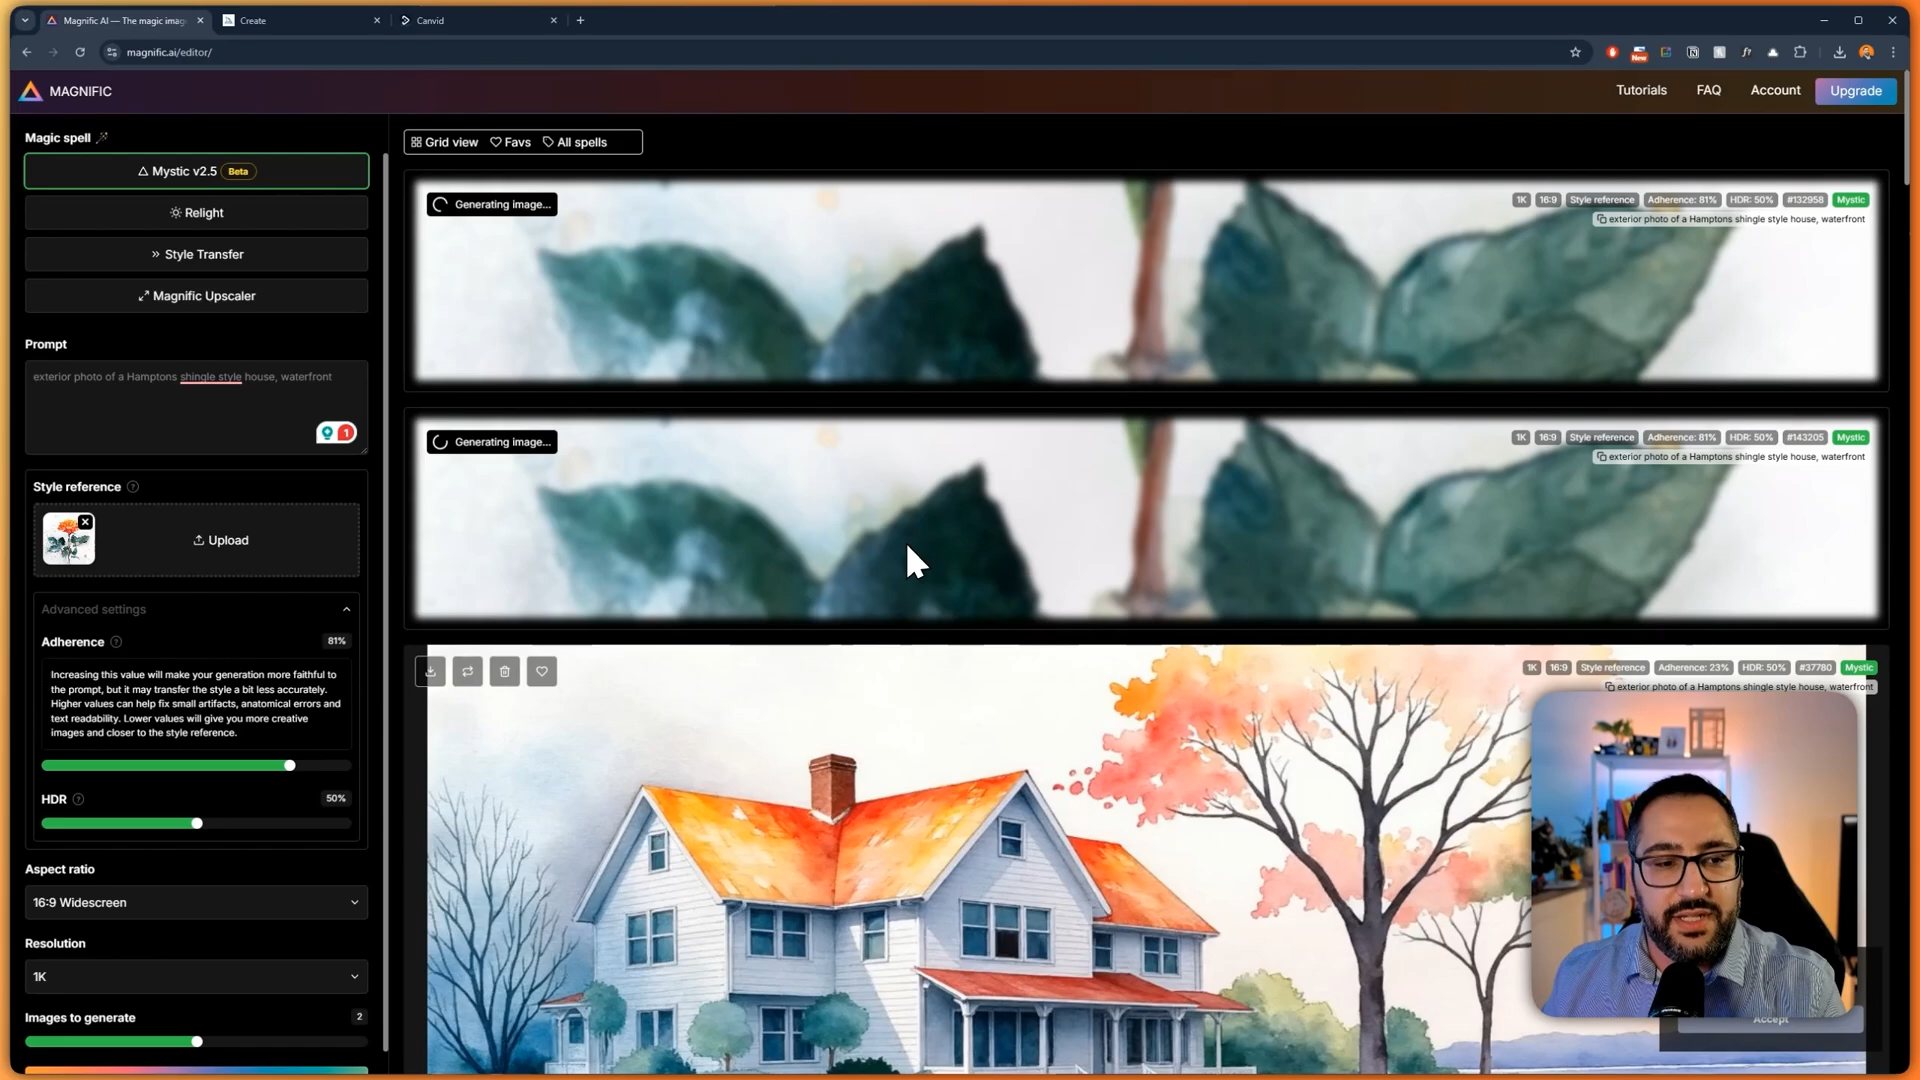 Magnific AI — The magic imag
Create
Canvid
magnific.ai/editor/
New
MAGNIFIC
Tutorials
FAQ
Account
Upgrade
Magic spell
Mystic v2.5 Beta
Relight
Style Transfer
Magnific Upscaler
Prompt
exterior photo of a Hamptons shingle style house, waterfront
1
Style reference
Upload
Advanced settings
Adherence 81%
Increasing this value will make your generation more faithful to
the prompt, but it may transfer the style a bit less accurately.
Higher values can help fix small artifacts, anatomical errors and
text readability. Lower values will give you more creative
images and closer to the style reference.
HDR 50%
Aspect ratio
16:9 Widescreen
Resolution
1K
Images to generate 2
Grid view Favs All spells
Generating image...
1K 16:9 Style reference Adherence: 81% HDR: 50% #132958 Mystic
exterior photo of a Hamptons shingle style house, waterfront
Generating image...
1K 16:9 Style reference Adherence: 81% HDR: 50% #143205 Mystic
exterior photo of a Hamptons shingle style house, waterfront
1K 16:9 Style reference Adherence: 23% HDR: 50% #37780 Mystic
exterior photo of a Hamptons shingle style house, waterfront
Accept